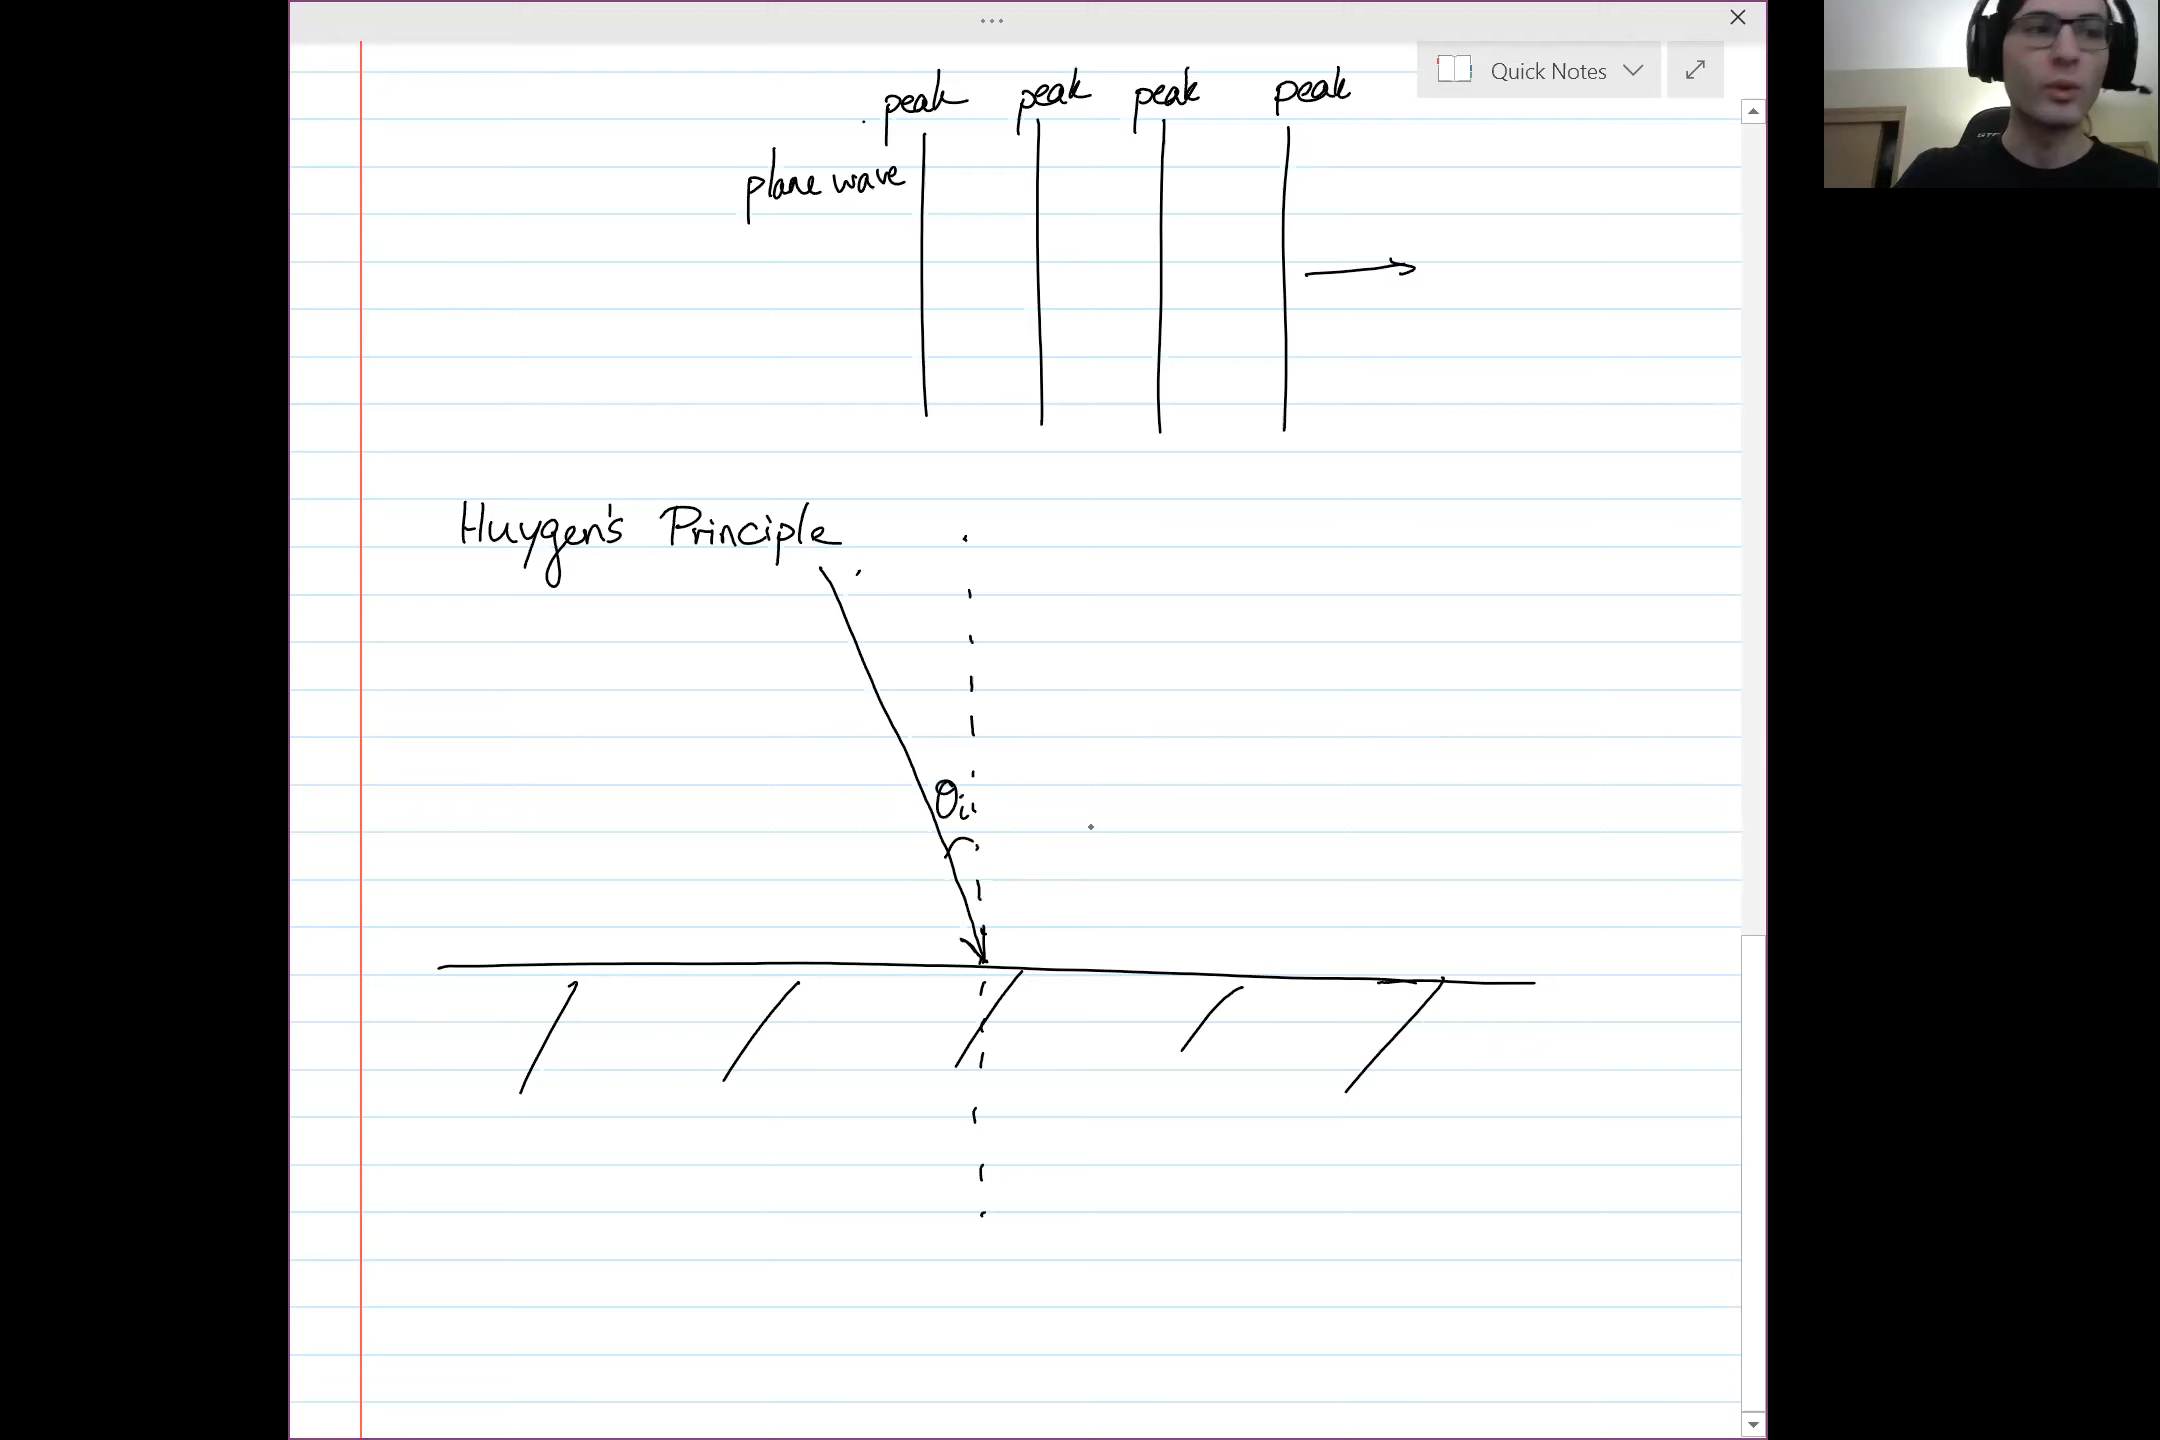 Quick Notes
peak peak peak peak
plane wave
Huygen's Principle
θi